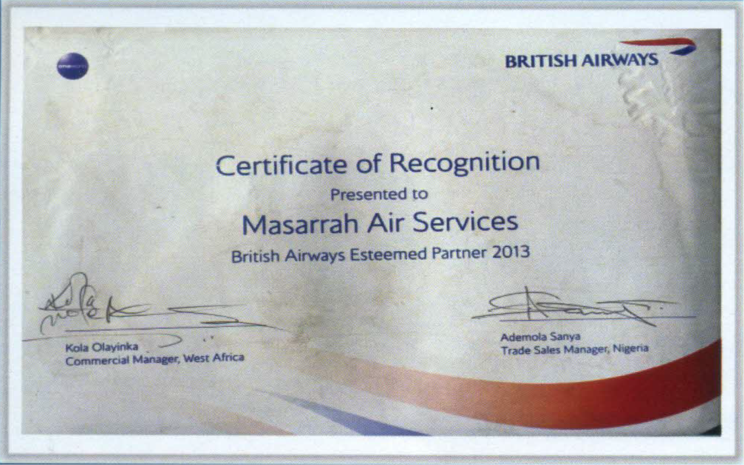 BRITISH AIRWAYS
Certificate of Recognition
Presented to
Masarrah Air Services
British Airways Esteemed Partner 2013
Kola Olayinka
Commercial Manager, West Africa
Ademola Sanya
Trade Sales Manager, Nigeria